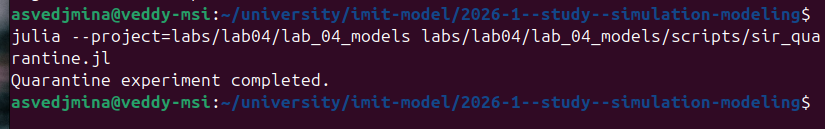 asvedjmina@veddy-msi:~/university/imit-model/2026-1--study--simulation-modeling$
julia --project=labs/lab04/lab_04_models labs/lab04/lab_04_models/scripts/sir_qua
rantine.jl
Quarantine experiment completed.
asvedjmina@veddy-msi:~/university/imit-model/2026-1--study--simulation-modeling$